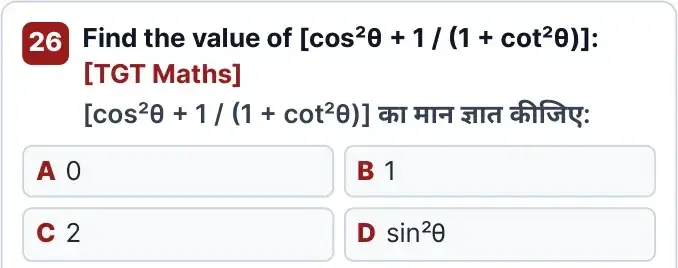 26 Find the value of [cos²θ + 1 / (1 + cot²θ)]:
[TGT Maths]
[cos²θ + 1 / (1 + cot²θ)] का मान ज्ञात कीजिए:
A 0
B 1
C 2
D sin²θ